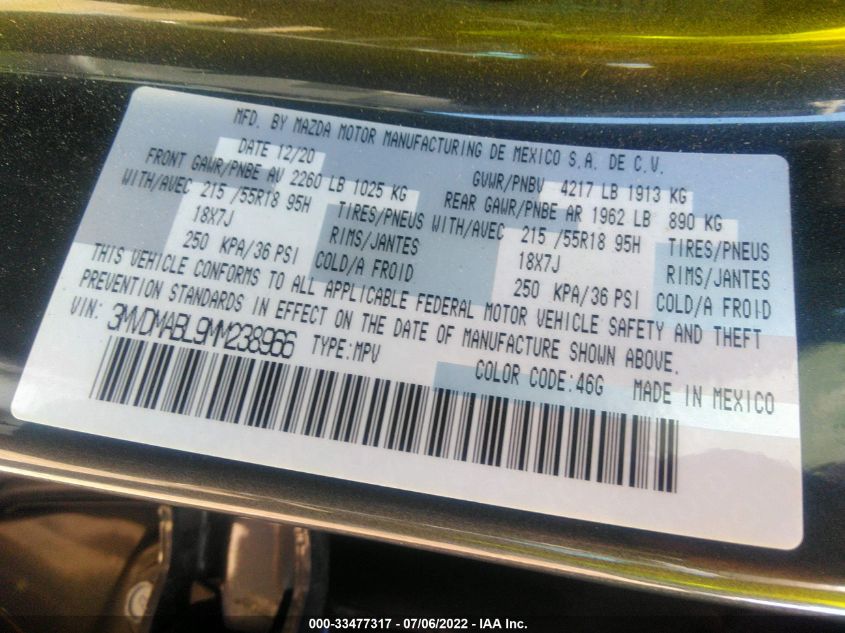 MFD. BY MAZDA MOTOR MANUFACTURING DE MEXICO S.A. DE C.V.
DATE 12/20 GVWR/PNBV 4217 LB 1913 KG
FRONT GAWR/PNBE AV 2260 LB 1025 KG REAR GAWR/PNBE AR 1962 LB 890 KG
WITH/AVEC 215 /55R18 95H TIRES/PNEUS WITH/AVEC 215 /55R18 95H TIRES/PNEUS
18X7J RIMS/JANTES 18X7J RIMS/JANTES
250 KPA/36 PSI COLD/A FROID 250 KPA/36 PSI COLD/A FROID
THIS VEHICLE CONFORMS TO ALL APPLICABLE FEDERAL MOTOR VEHICLE SAFETY AND THEFT
PREVENTION STANDARDS IN EFFECT ON THE DATE OF MANUFACTURE SHOWN ABOVE.
VIN: 3MVDMABL9MM238966 TYPE:MPV COLOR CODE:46G MADE IN MEXICO
000-33477317 - 07/06/2022 - IAA Inc.